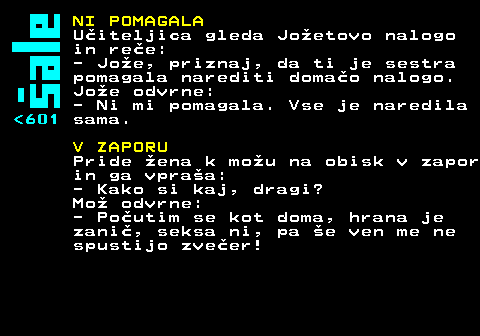 šale
<601
NI POMAGALA
Učiteljica gleda Jožetovo nalogo
in reče:
- Jože, priznaj, da ti je sestra
pomagala narediti domačo nalogo.
Jože odvrne:
- Ni mi pomagala. Vse je naredila
sama.
V ZAPORU
Pride žena k možu na obisk v zapor
in ga vpraša:
- Kako si kaj, dragi?
Mož odvrne:
- Počutim se kot doma, hrana je
zanič, seksa ni, pa še ven me ne
spustijo zvečer!